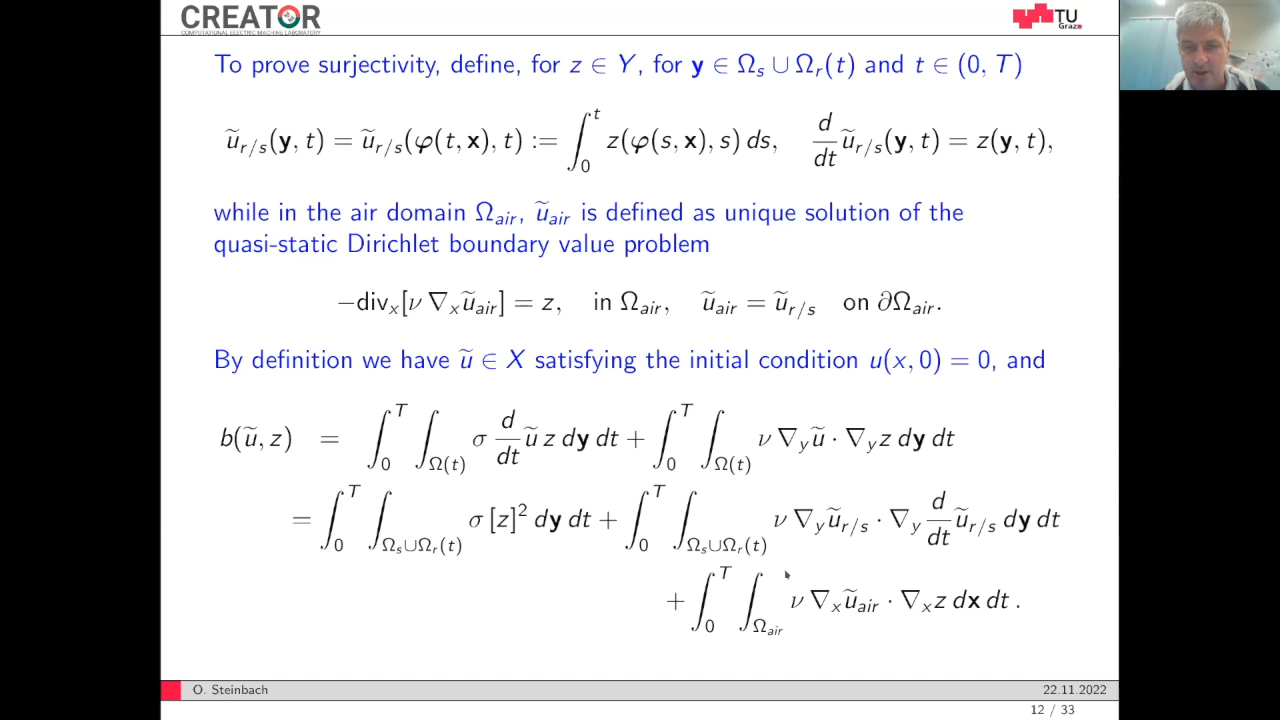 CREATOR
COMPUTATIONAL ELECTRIC MACHINE LABORATORY
TU
Graz
To prove surjectivity, define, for z ∈ Y, for y ∈ Ω_s ∪ Ω_r(t) and t ∈ (0, T)
ũ_{r/s}(y, t) = ũ_{r/s}(φ(t, x), t) := ∫_0^t z(φ(s, x), s) ds, d/dt ũ_{r/s}(y, t) = z(y, t),
while in the air domain Ω_air, ũ_air is defined as unique solution of the
quasi-static Dirichlet boundary value problem
−div_x[ν ∇_x ũ_air] = z, in Ω_air, ũ_air = ũ_{r/s} on ∂Ω_air.
By definition we have ũ ∈ X satisfying the initial condition u(x, 0) = 0, and
b(ũ, z) = ∫_0^T ∫_{Ω(t)} σ d/dt ũ z dy dt + ∫_0^T ∫_{Ω(t)} ν ∇_y ũ · ∇_y z dy dt
= ∫_0^T ∫_{Ω_s∪Ω_r(t)} σ [z]^2 dy dt + ∫_0^T ∫_{Ω_s∪Ω_r(t)} ν ∇_y ũ_{r/s} · ∇_y d/dt ũ_{r/s} dy dt
+ ∫_0^T ∫_{Ω_air} ν ∇_x ũ_air · ∇_x z dx dt .
O. Steinbach
22.11.2022
12 / 33